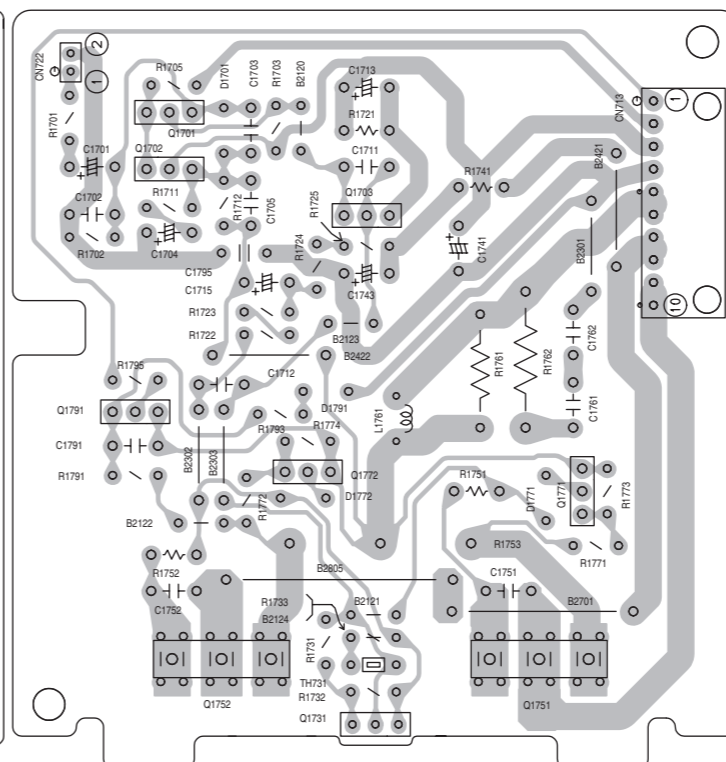 CN722
2
1
R1705
D1701
C1703
R1703
B2120
C1713
R1721
C1711
Q1701
Q1702
R1701
C1701
C1702
R1702
R1711
C1704
R1712
C1705
R1725
Q1703
R1724
C1743
R1741
C1741
CN713
1
10
B2421
B2301
C1795
C1715
R1723
R1722
B2123
B2422
C1712
R1795
Q1791
C1791
R1791
B2302
B2303
D1791
R1793
R1774
Q1772
D1772
R1772
L1761
R1761
R1762
C1762
C1761
R1751
D1771
Q1771
R1773
R1771
B2122
R1752
C1752
B2805
R1753
C1751
B2701
R1733
B2124
B2121
R1731
TH731
R1732
Q1731
Q1752
Q1751
+
+
+
+
+
+